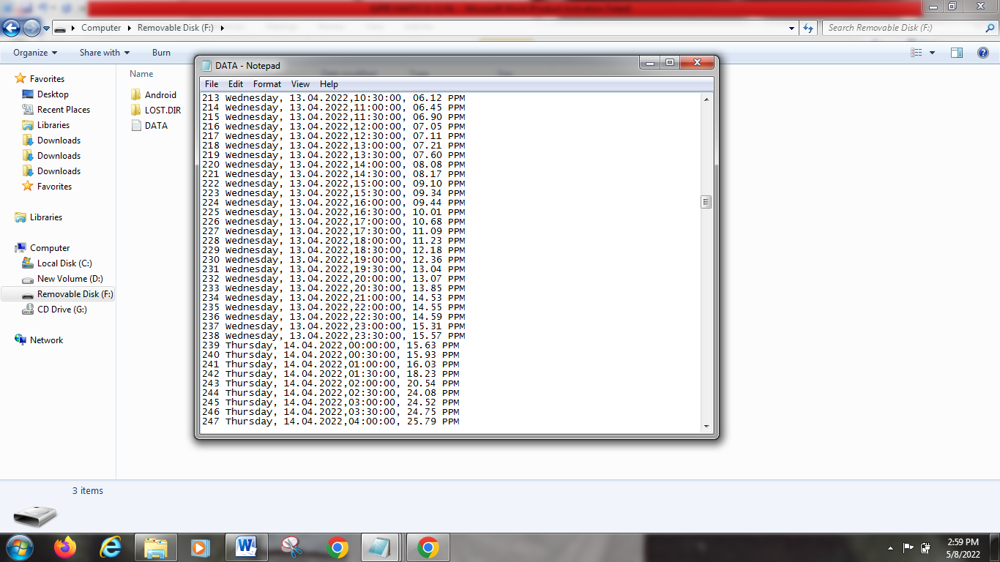 Computer
Removable Disk (F:)
Search Removable Disk (F:)
Organize
Share with
Burn
Favorites
Desktop
Recent Places
Libraries
Downloads
Downloads
Downloads
Favorites
Libraries
Computer
Local Disk (C:)
New Volume (D:)
Removable Disk (F:)
CD Drive (G:)
Network
Name
Android
LOST.DIR
DATA
DATA - Notepad
File Edit Format View Help
213 Wednesday, 13.04.2022,10:30:00, 06.12 PPM
214 Wednesday, 13.04.2022,11:00:00, 06.45 PPM
215 Wednesday, 13.04.2022,11:30:00, 06.90 PPM
216 Wednesday, 13.04.2022,12:00:00, 07.05 PPM
217 Wednesday, 13.04.2022,12:30:00, 07.11 PPM
218 Wednesday, 13.04.2022,13:00:00, 07.21 PPM
219 Wednesday, 13.04.2022,13:30:00, 07.60 PPM
220 Wednesday, 13.04.2022,14:00:00, 08.08 PPM
221 Wednesday, 13.04.2022,14:30:00, 08.17 PPM
222 Wednesday, 13.04.2022,15:00:00, 09.10 PPM
223 Wednesday, 13.04.2022,15:30:00, 09.34 PPM
224 Wednesday, 13.04.2022,16:00:00, 09.44 PPM
225 Wednesday, 13.04.2022,16:30:00, 10.01 PPM
226 Wednesday, 13.04.2022,17:00:00, 10.68 PPM
227 Wednesday, 13.04.2022,17:30:00, 11.09 PPM
228 Wednesday, 13.04.2022,18:00:00, 11.23 PPM
229 Wednesday, 13.04.2022,18:30:00, 12.18 PPM
230 Wednesday, 13.04.2022,19:00:00, 12.36 PPM
231 Wednesday, 13.04.2022,19:30:00, 13.04 PPM
232 Wednesday, 13.04.2022,20:00:00, 13.07 PPM
233 Wednesday, 13.04.2022,20:30:00, 13.85 PPM
234 Wednesday, 13.04.2022,21:00:00, 14.53 PPM
235 Wednesday, 13.04.2022,22:00:00, 14.55 PPM
236 Wednesday, 13.04.2022,22:30:00, 14.59 PPM
237 Wednesday, 13.04.2022,23:00:00, 15.31 PPM
238 Wednesday, 13.04.2022,23:30:00, 15.57 PPM
239 Thursday, 14.04.2022,00:00:00, 15.63 PPM
240 Thursday, 14.04.2022,00:30:00, 15.93 PPM
241 Thursday, 14.04.2022,01:00:00, 16.03 PPM
242 Thursday, 14.04.2022,01:30:00, 18.23 PPM
243 Thursday, 14.04.2022,02:00:00, 20.54 PPM
244 Thursday, 14.04.2022,02:30:00, 24.08 PPM
245 Thursday, 14.04.2022,03:00:00, 24.52 PPM
246 Thursday, 14.04.2022,03:30:00, 24.75 PPM
247 Thursday, 14.04.2022,04:00:00, 25.79 PPM
3 items
2:59 PM
5/8/2022